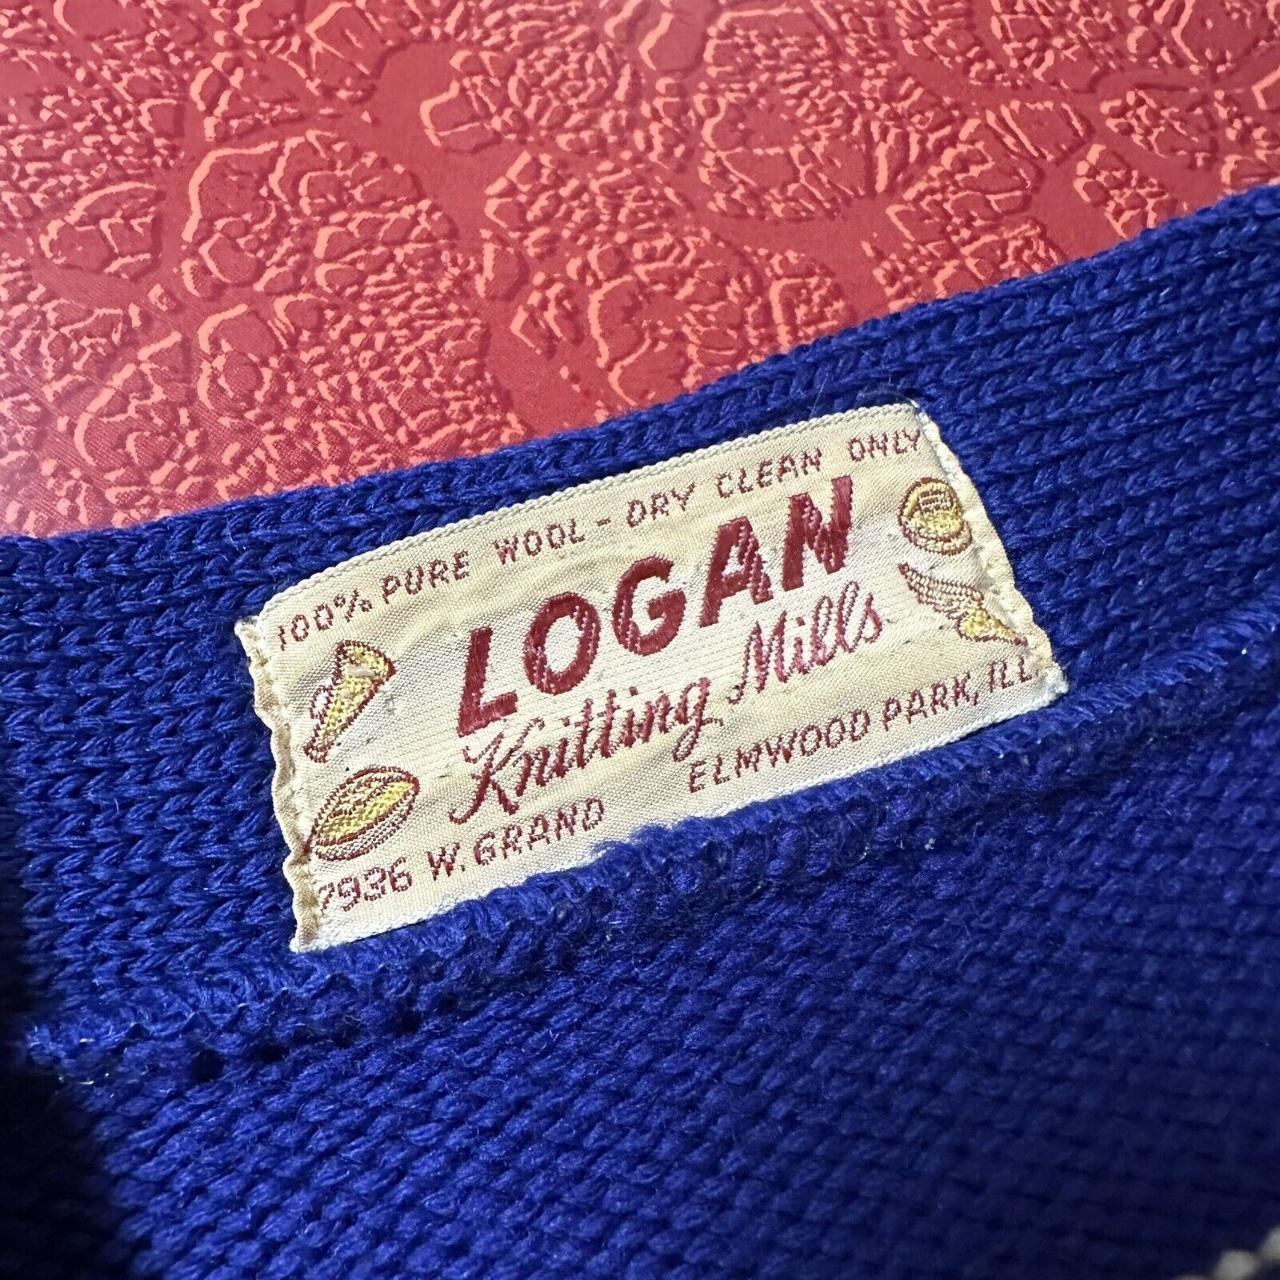 100% PURE WOOL - DRY CLEAN ONLY
LOGAN
Knitting Mills
7936 W. GRAND ELMWOOD PARK, ILL.